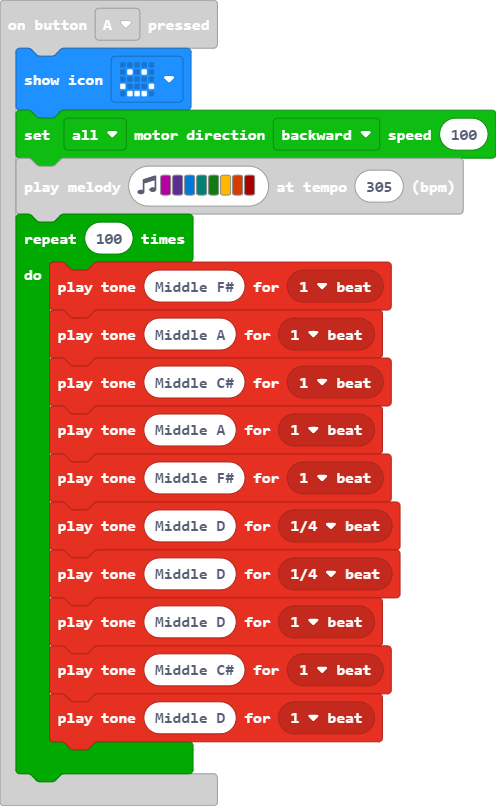 on button A pressed
show icon
set all motor direction backward speed 100
play melody at tempo 305 (bpm)
repeat 100 times
do
play tone Middle F# for 1 beat
play tone Middle A for 1 beat
play tone Middle C# for 1 beat
play tone Middle A for 1 beat
play tone Middle F# for 1 beat
play tone Middle D for 1/4 beat
play tone Middle D for 1/4 beat
play tone Middle D for 1 beat
play tone Middle C# for 1 beat
play tone Middle D for 1 beat